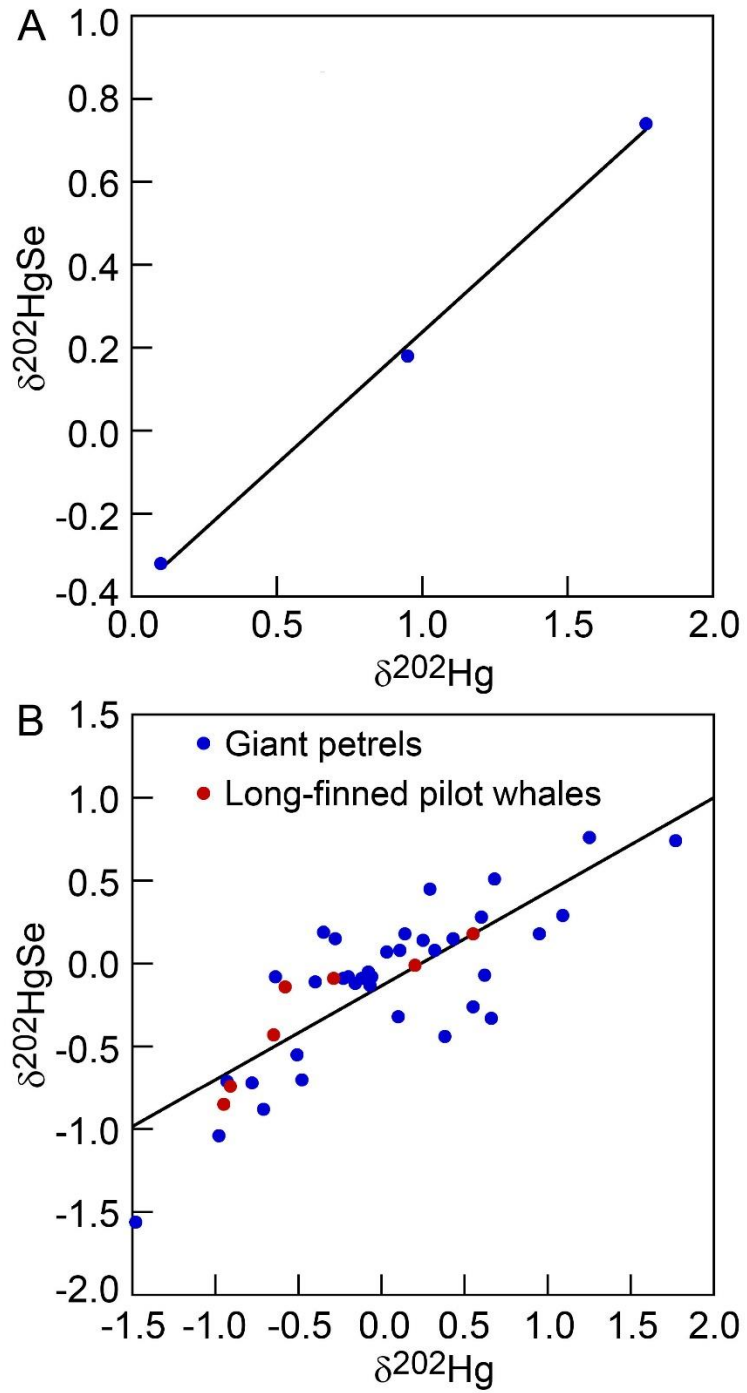 A
1.0
0.8
0.6
0.4
0.2
0.0
-0.2
-0.4
δ202HgSe
0.0 0.5 1.0 1.5 2.0
δ202Hg
B
1.5
1.0
0.5
0.0
-0.5
-1.0
-1.5
-2.0
δ202HgSe
Giant petrels
Long-finned pilot whales
-1.5 -1.0 -0.5 0.0 0.5 1.0 1.5 2.0
δ202Hg